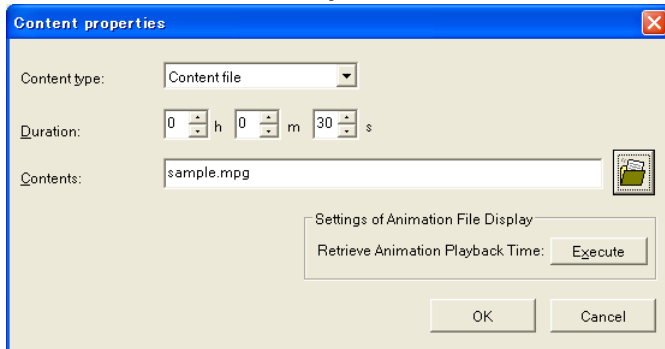 Content properties
Content type: Content file
Duration: 0 h 0 m 30 s
Contents: sample.mpg
Settings of Animation File Display
Retrieve Animation Playback Time: Execute
OK Cancel